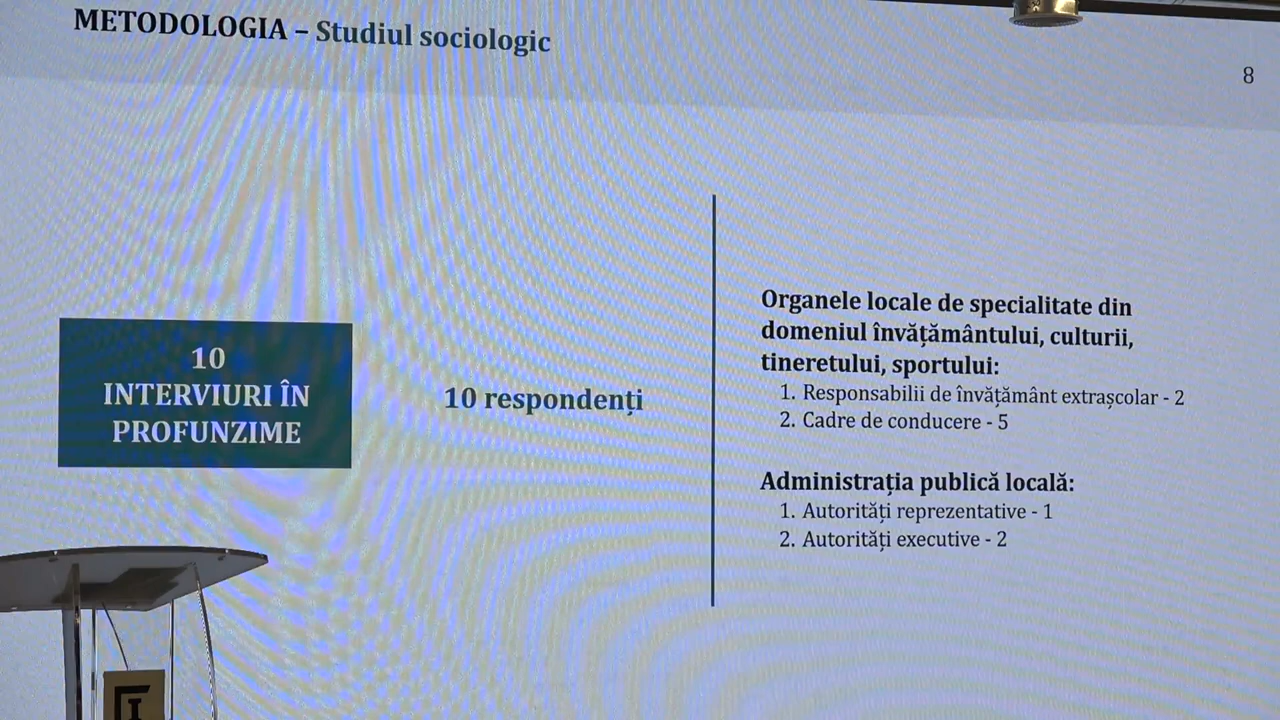 METODOLOGIA – Studiul sociologic
8
10
INTERVIURI ÎN
PROFUNZIME
10 respondenți
Organele locale de specialitate din
domeniul învățământului, culturii,
tineretului, sportului:
1. Responsabilii de învățământ extrașcolar - 2
2. Cadre de conducere - 5
Administrația publică locală:
1. Autorități reprezentative - 1
2. Autorități executive - 2